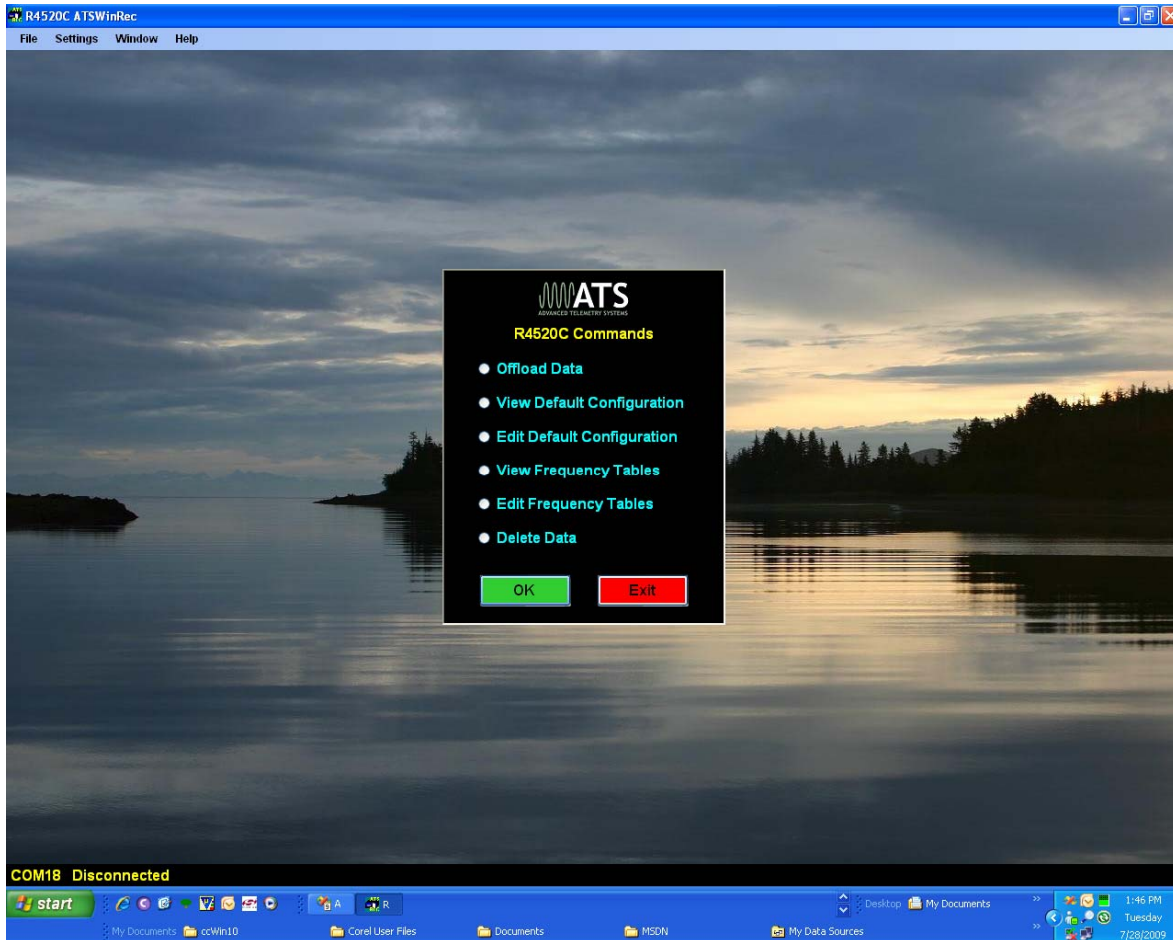 R4520C ATSWinRec
File Settings Window Help
ATS
ADVANCED TELEMETRY SYSTEMS
R4520C Commands
Offload Data
View Default Configuration
Edit Default Configuration
View Frequency Tables
Edit Frequency Tables
Delete Data
OK Exit
COM18 Disconnected
start A R Desktop My Documents 1:46 PM
Tuesday
My Documents ccWin10 Corel User Files Documents MSDN My Data Sources 7/28/2009